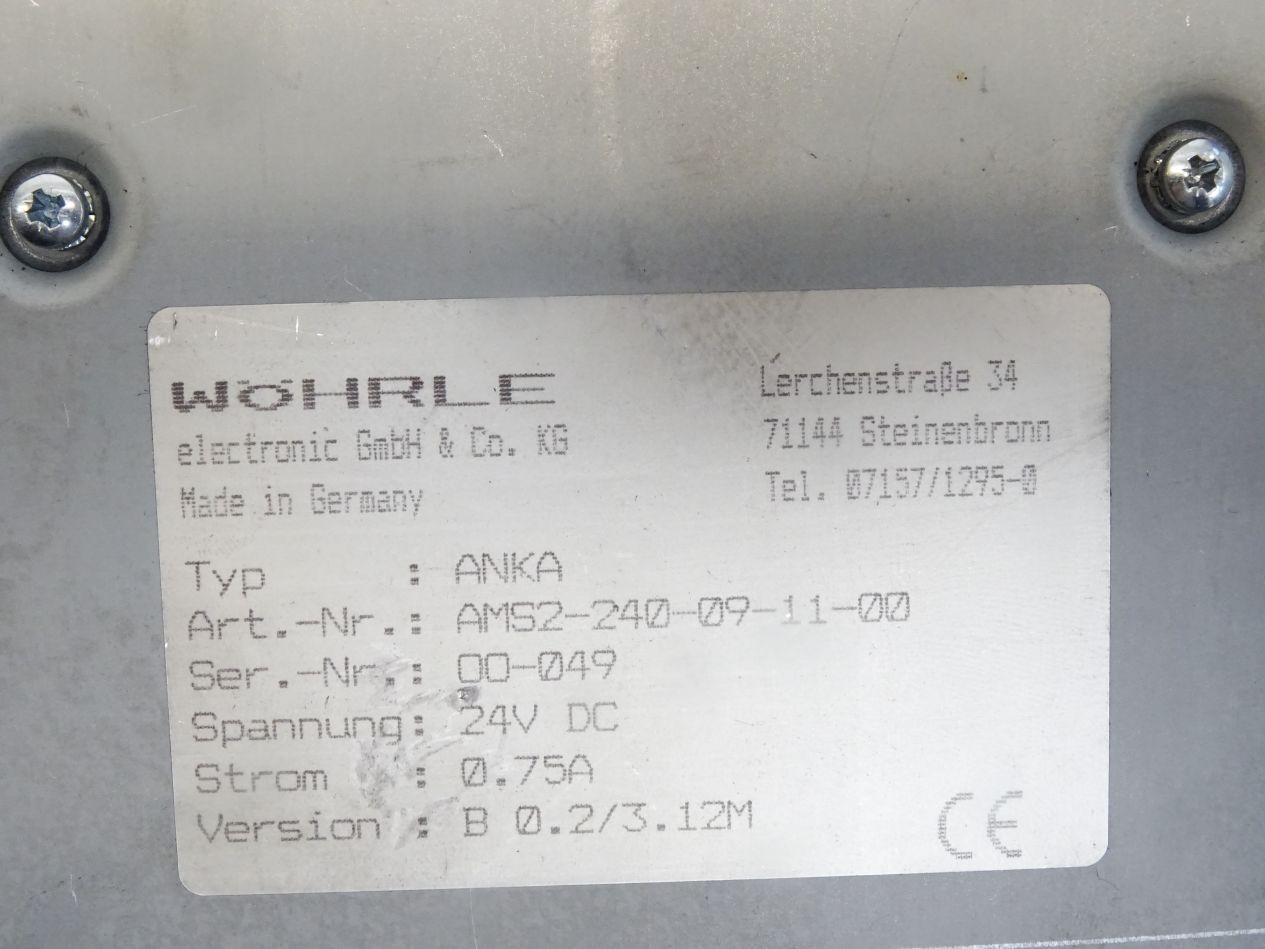 WÖHRLE
electronic GmbH & Co. KG
Made in Germany
Lerchenstraße 34
71144 Steinenbronn
Tel. 07157/1295-0
Typ : ANKA
Art.-Nr.: AMS2-240-09-11-00
Ser.-Nr.: 00-049
Spannung: 24V DC
Strom : 0.75A
Version : B 0.2/3.12M
CE